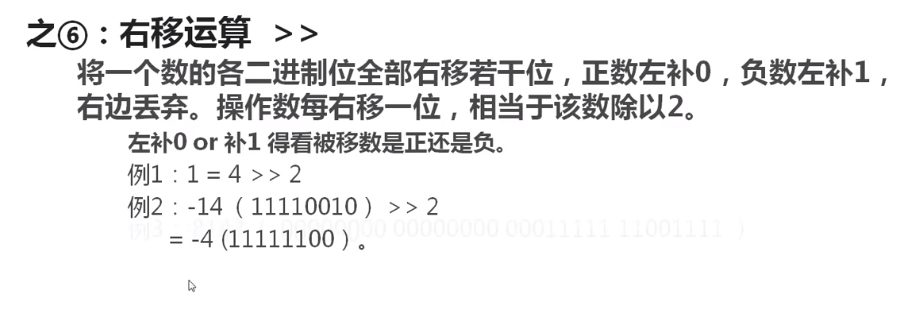 之⑥：右移运算 >>
将一个数的各二进制位全部右移若干位，正数左补0，负数左补1，
右边丢弃。操作数每右移一位，相当于该数除以2。
左补0 or 补1 得看被移数是正还是负。
例1：1 = 4 >> 2
例2：-14（11110010）>> 2
例3： 00000000 00011111 11001111 ）
= -4 (11111100）。